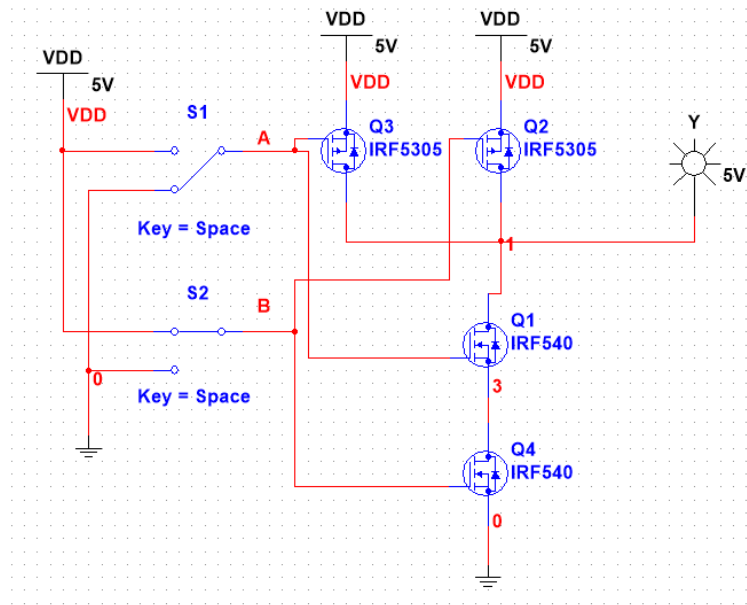 VDD
5V
VDD
VDD
5V
VDD
VDD
5V
VDD
S1
A
Key = Space
Q3
IRF5305
Q2
IRF5305
Y
5V
1
S2
B
0
Key = Space
Q1
IRF540
3
Q4
IRF540
0